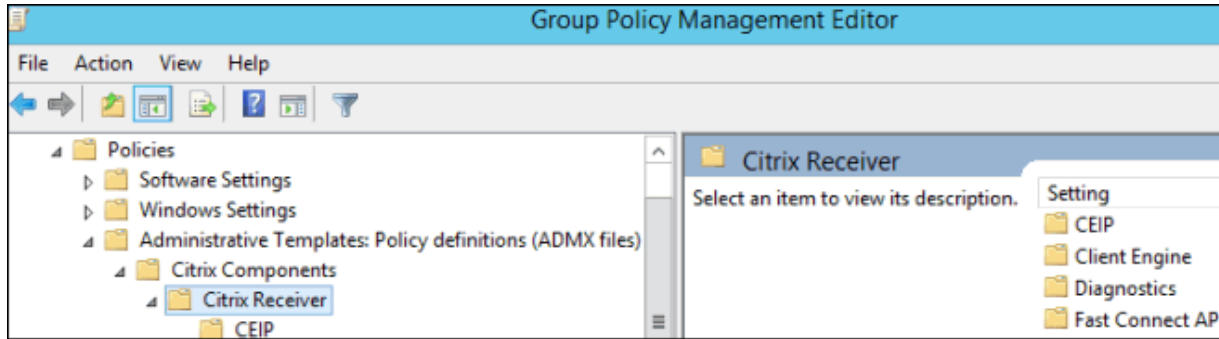 Group Policy Management Editor
File Action View Help
Policies
Software Settings
Windows Settings
Administrative Templates: Policy definitions (ADMX files)
Citrix Components
Citrix Receiver
CEIP
Citrix Receiver
Select an item to view its description.
Setting
CEIP
Client Engine
Diagnostics
Fast Connect AP